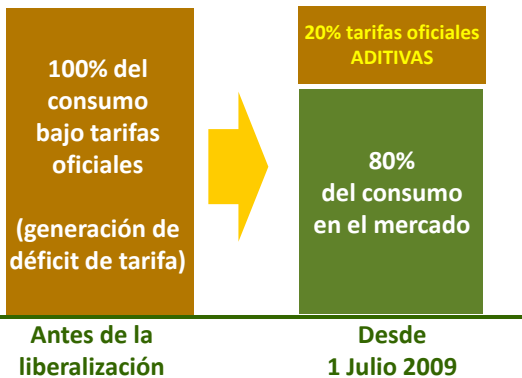 100% del
consumo
bajo tarifas
oficiales
(generación de
déficit de tarifa)
20% tarifas oficiales
ADITIVAS
80%
del consumo
en el mercado
Antes de la
liberalización
Desde
1 Julio 2009